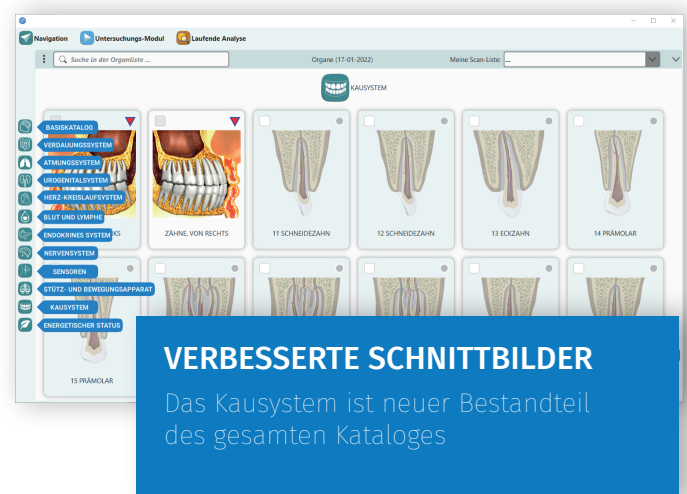 Navigation
Untersuchungs-Modul
Laufende Analyse
Suche in der Organliste ...
Organe (17-01-2022)
Meine Scan-Liste:
...
KAUSYSTEM
BASISKATALOG
VERDAUUNGSSYSTEM
ATMUNGSSYSTEM
UROGENITALSYSTEM
HERZ-KREISLAUFSYSTEM
BLUT UND LYMPHE
ENDOKRINES SYSTEM
NERVENSYSTEM
SENSOREN
STÜTZ- UND BEWEGUNGSAPPARAT
KAUSYSTEM
ENERGETISCHER STATUS
ZÄHNE, VON RECHTS
11 SCHNEIDEZAHN
12 SCHNEIDEZAHN
13 ECKZAHN
14 PRÄMOLAR
15 PRÄMOLAR
VERBESSERTE SCHNITTBILDER
Das Kausystem ist neuer Bestandteil
des gesamten Kataloges